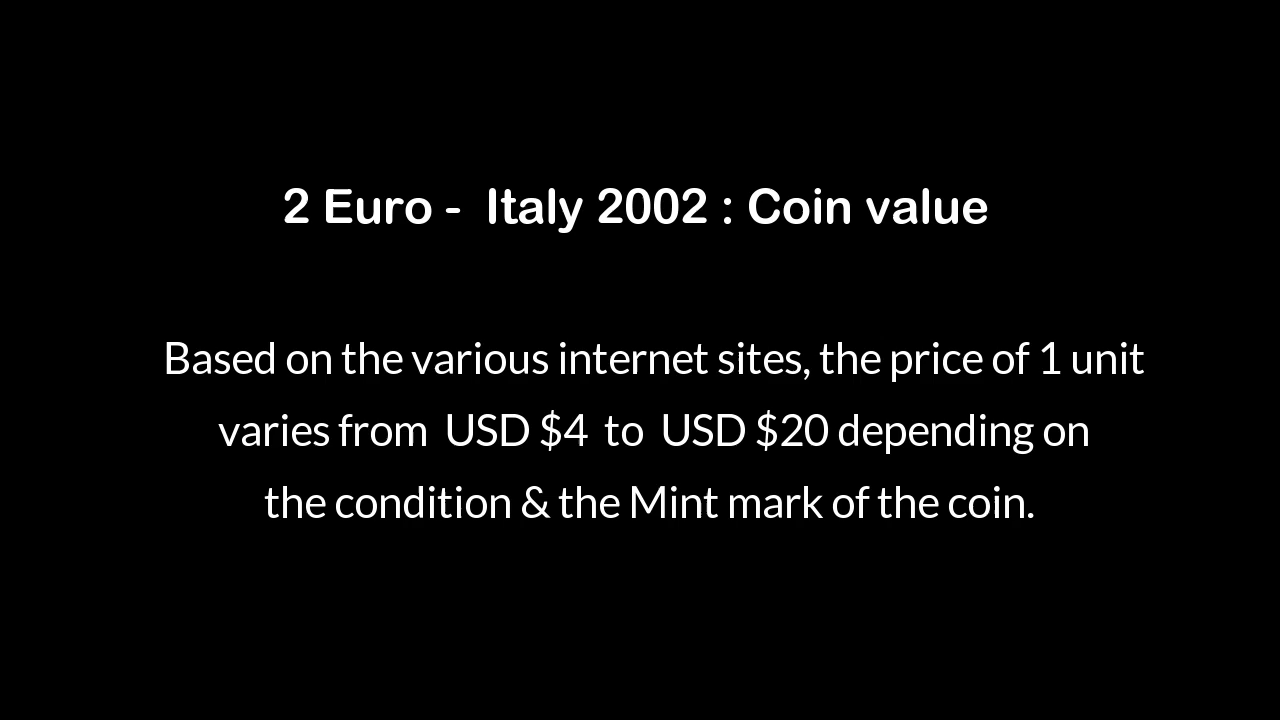 2 Euro -  Italy 2002 : Coin value
Based on the various internet sites, the price of 1 unit
varies from  USD $4  to  USD $20 depending on
the condition & the Mint mark of the coin.